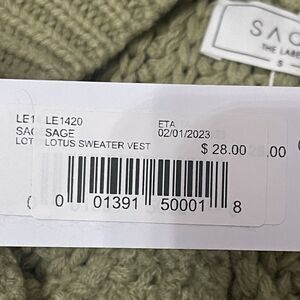 SAG
THE LABE
S
LE1 LE1420 ETA
SAG SAGE 02/01/2023
LOT LOTUS SWEATER VEST $ 28.00 .00
0 01391 50001 8